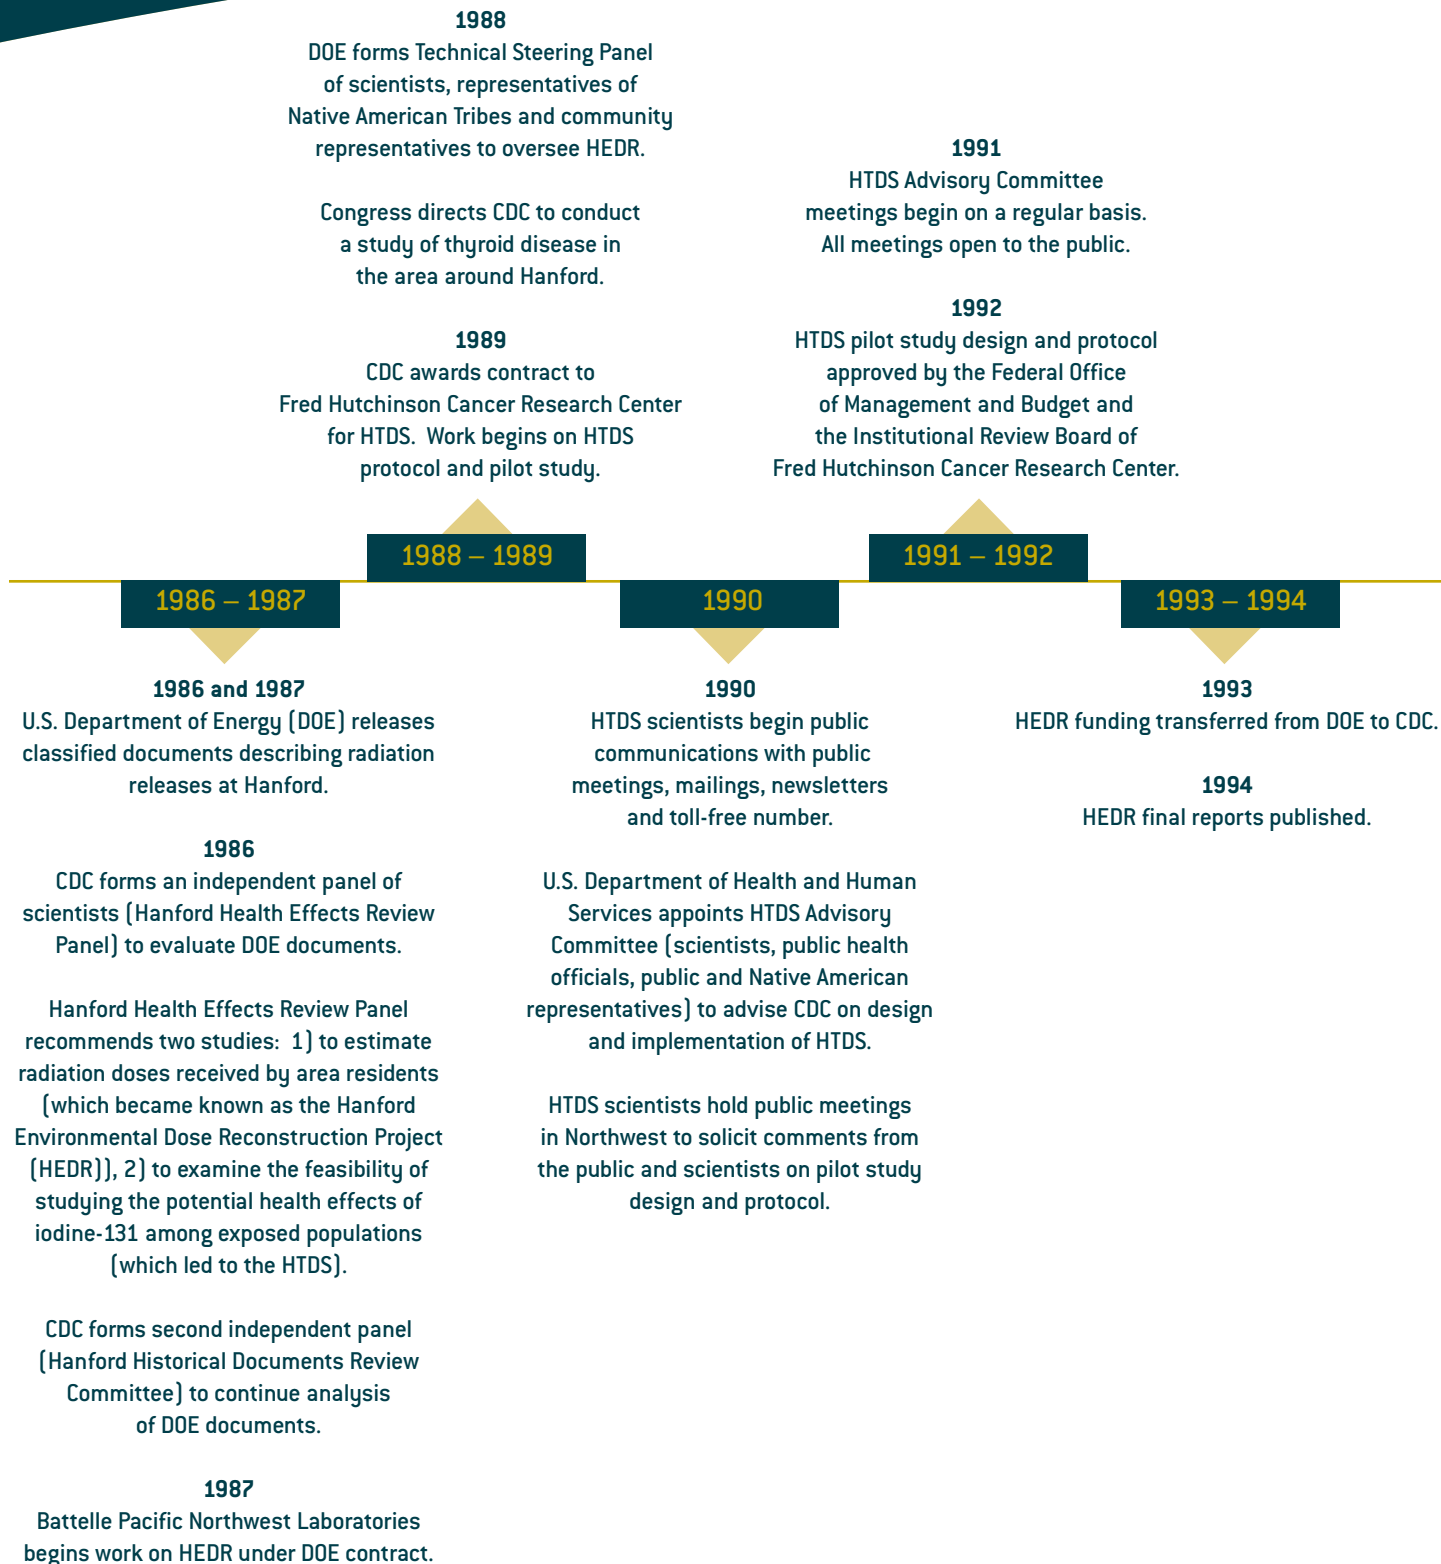 1988
DOE forms Technical Steering Panel
of scientists, representatives of
Native American Tribes and community
representatives to oversee HEDR.
Congress directs CDC to conduct
a study of thyroid disease in
the area around Hanford.
1989
CDC awards contract to
Fred Hutchinson Cancer Research Center
for HTDS.  Work begins on HTDS
protocol and pilot study.
1991
HTDS Advisory Committee
meetings begin on a regular basis.
All meetings open to the public.
1992
HTDS pilot study design and protocol
approved by the Federal Office
of Management and Budget and
the Institutional Review Board of
Fred Hutchinson Cancer Research Center.
1988 – 1989
1991 – 1992
1986 – 1987
1990
1993 – 1994
1986 and 1987
U.S. Department of Energy (DOE) releases
classified documents describing radiation
releases at Hanford.
1986
CDC forms an independent panel of
scientists (Hanford Health Effects Review
Panel) to evaluate DOE documents.
Hanford Health Effects Review Panel
recommends two studies:  1) to estimate
radiation doses received by area residents
(which became known as the Hanford
Environmental Dose Reconstruction Project
(HEDR)), 2) to examine the feasibility of
studying the potential health effects of
iodine-131 among exposed populations
(which led to the HTDS).
CDC forms second independent panel
(Hanford Historical Documents Review
Committee) to continue analysis
of DOE documents.
1987
Battelle Pacific Northwest Laboratories
begins work on HEDR under DOE contract.
1990
HTDS scientists begin public
communications with public
meetings, mailings, newsletters
and toll-free number.
U.S. Department of Health and Human
Services appoints HTDS Advisory
Committee (scientists, public health
officials, public and Native American
representatives) to advise CDC on design
and implementation of HTDS.
HTDS scientists hold public meetings
in Northwest to solicit comments from
the public and scientists on pilot study
design and protocol.
1993
HEDR funding transferred from DOE to CDC.
1994
HEDR final reports published.